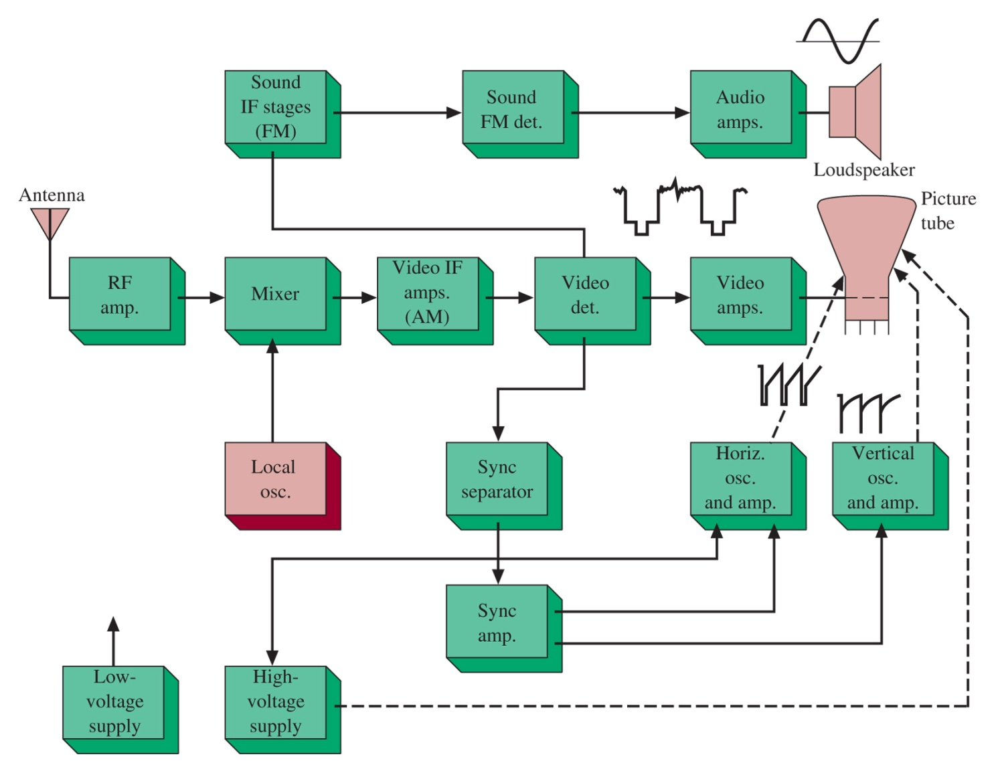 Sound
IF stages
(FM)
Sound
FM det.
Audio
amps.
Loudspeaker
Antenna
Picture
tube
RF
amp.
Mixer
Video IF
amps.
(AM)
Video
det.
Video
amps.
Local
osc.
Sync
separator
Horiz.
osc.
and amp.
Vertical
osc.
and amp.
Sync
amp.
Low-
voltage
supply
High-
voltage
supply